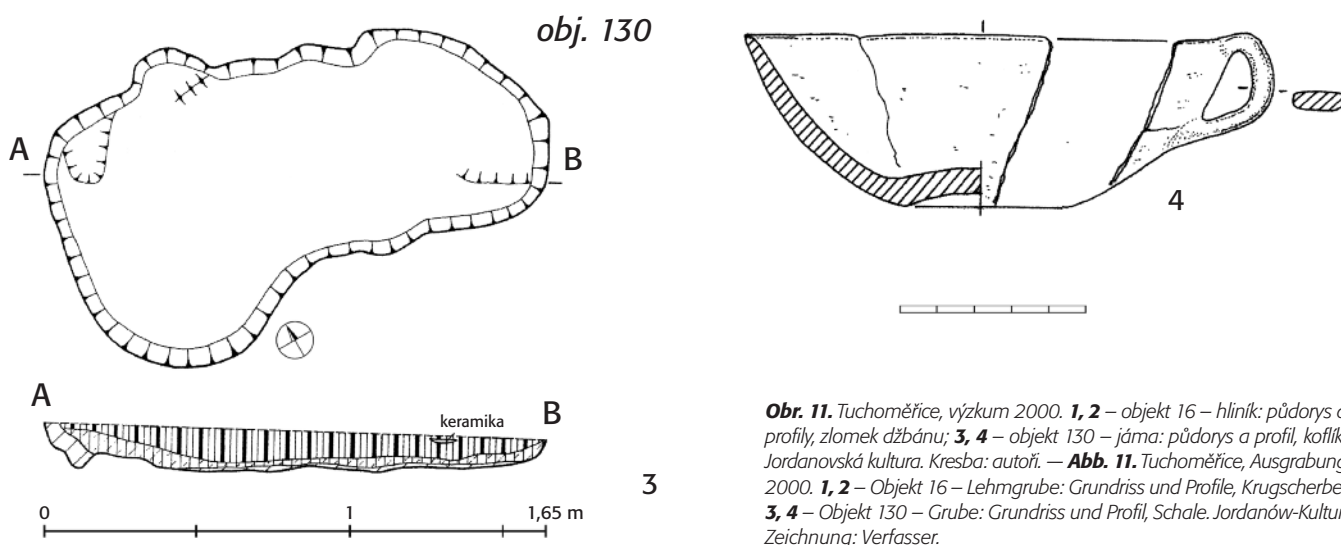 obj. 130
A
B
4
A
keramika
B
3
0
1
1,65 m
Obr. 11. Tuchoměřice, výzkum 2000. 1, 2 – objekt 16 – hliník: půdorys a
profily, zlomek džbánu; 3, 4 – objekt 130 – jáma: půdorys a profil, koflík
Jordanovská kultura. Kresba: autoři. — Abb. 11. Tuchoměřice, Ausgrabung
2000. 1, 2 – Objekt 16 – Lehmgrube: Grundriss und Profile, Krugscherbe
3, 4 – Objekt 130 – Grube: Grundriss und Profil, Schale. Jordanów-Kultur
Zeichnung: Verfasser.